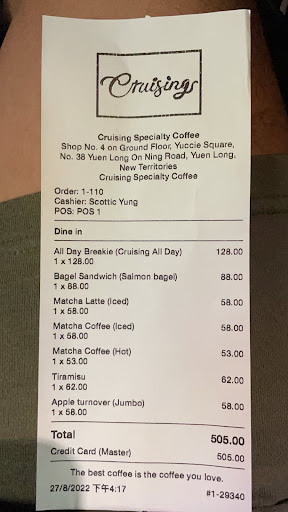 Cruisings
Cruising Specialty Coffee
Shop No. 4 on Ground Floor, Yuccie Square,
No. 38 Yuen Long On Ning Road, Yuen Long,
New Territories
Cruising Specialty Coffee
Order: 1-110
Cashier: Scottic Yung
POS: POS 1
Dine in
All Day Breakie (Cruising All Day) 128.00
1 x 128.00
Bagel Sandwich (Salmon bagel) 88.00
1 x 88.00
Matcha Latte (Iced) 58.00
1 x 58.00
Matcha Coffee (Iced) 58.00
1 x 58.00
Matcha Coffee (Hot) 53.00
1 x 53.00
Tiramisu 62.00
1 x 62.00
Apple turnover (Jumbo) 58.00
1 x 58.00
Total 505.00
Credit Card (Master) 505.00
The best coffee is the coffee you love.
27/8/2022 下午4:17 #1-29340